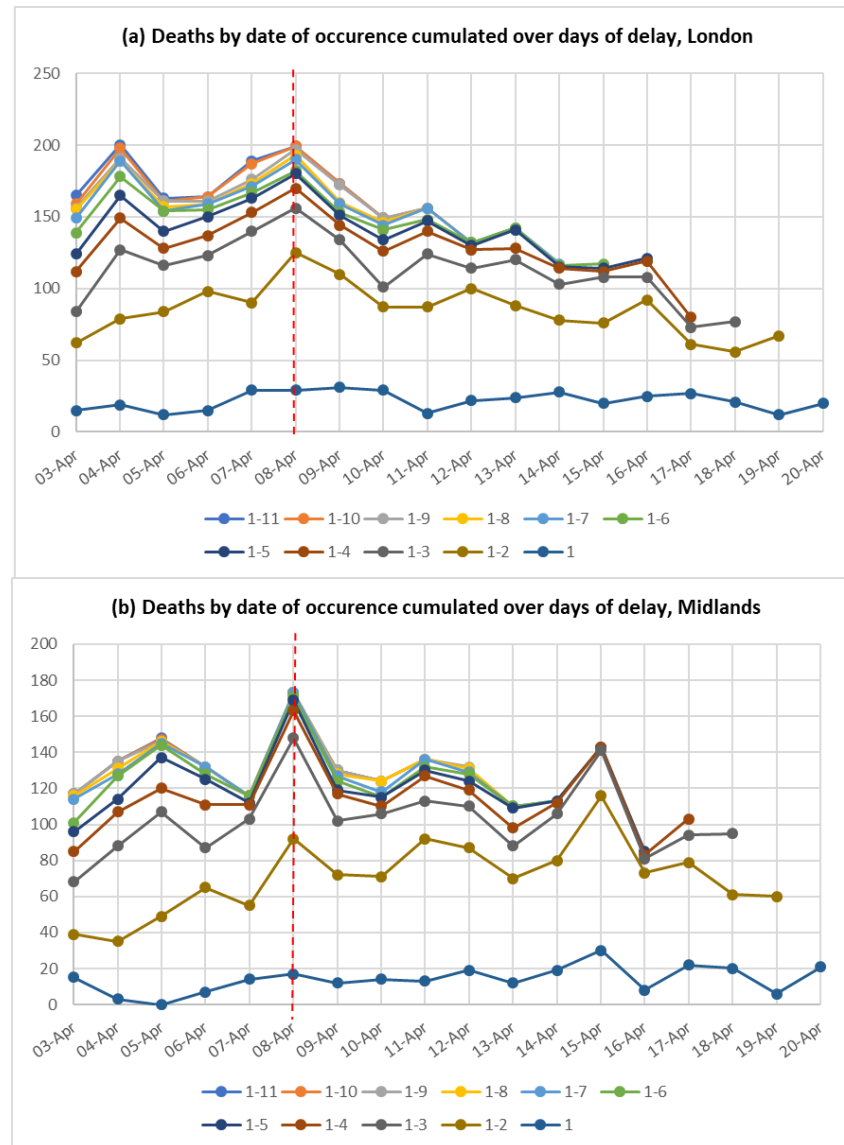 (a) Deaths by date of occurence cumulated over days of delay, London
250
200
150
100
50
0
03-Apr 04-Apr 05-Apr 06-Apr 07-Apr 08-Apr 09-Apr 10-Apr 11-Apr 12-Apr 13-Apr 14-Apr 15-Apr 16-Apr 17-Apr 18-Apr 19-Apr 20-Apr
1-11 1-10 1-9 1-8 1-7 1-6
1-5 1-4 1-3 1-2 1
(b) Deaths by date of occurence cumulated over days of delay, Midlands
200
180
160
140
120
100
80
60
40
20
0
03-Apr 04-Apr 05-Apr 06-Apr 07-Apr 08-Apr 09-Apr 10-Apr 11-Apr 12-Apr 13-Apr 14-Apr 15-Apr 16-Apr 17-Apr 18-Apr 19-Apr 20-Apr
1-11 1-10 1-9 1-8 1-7 1-6
1-5 1-4 1-3 1-2 1